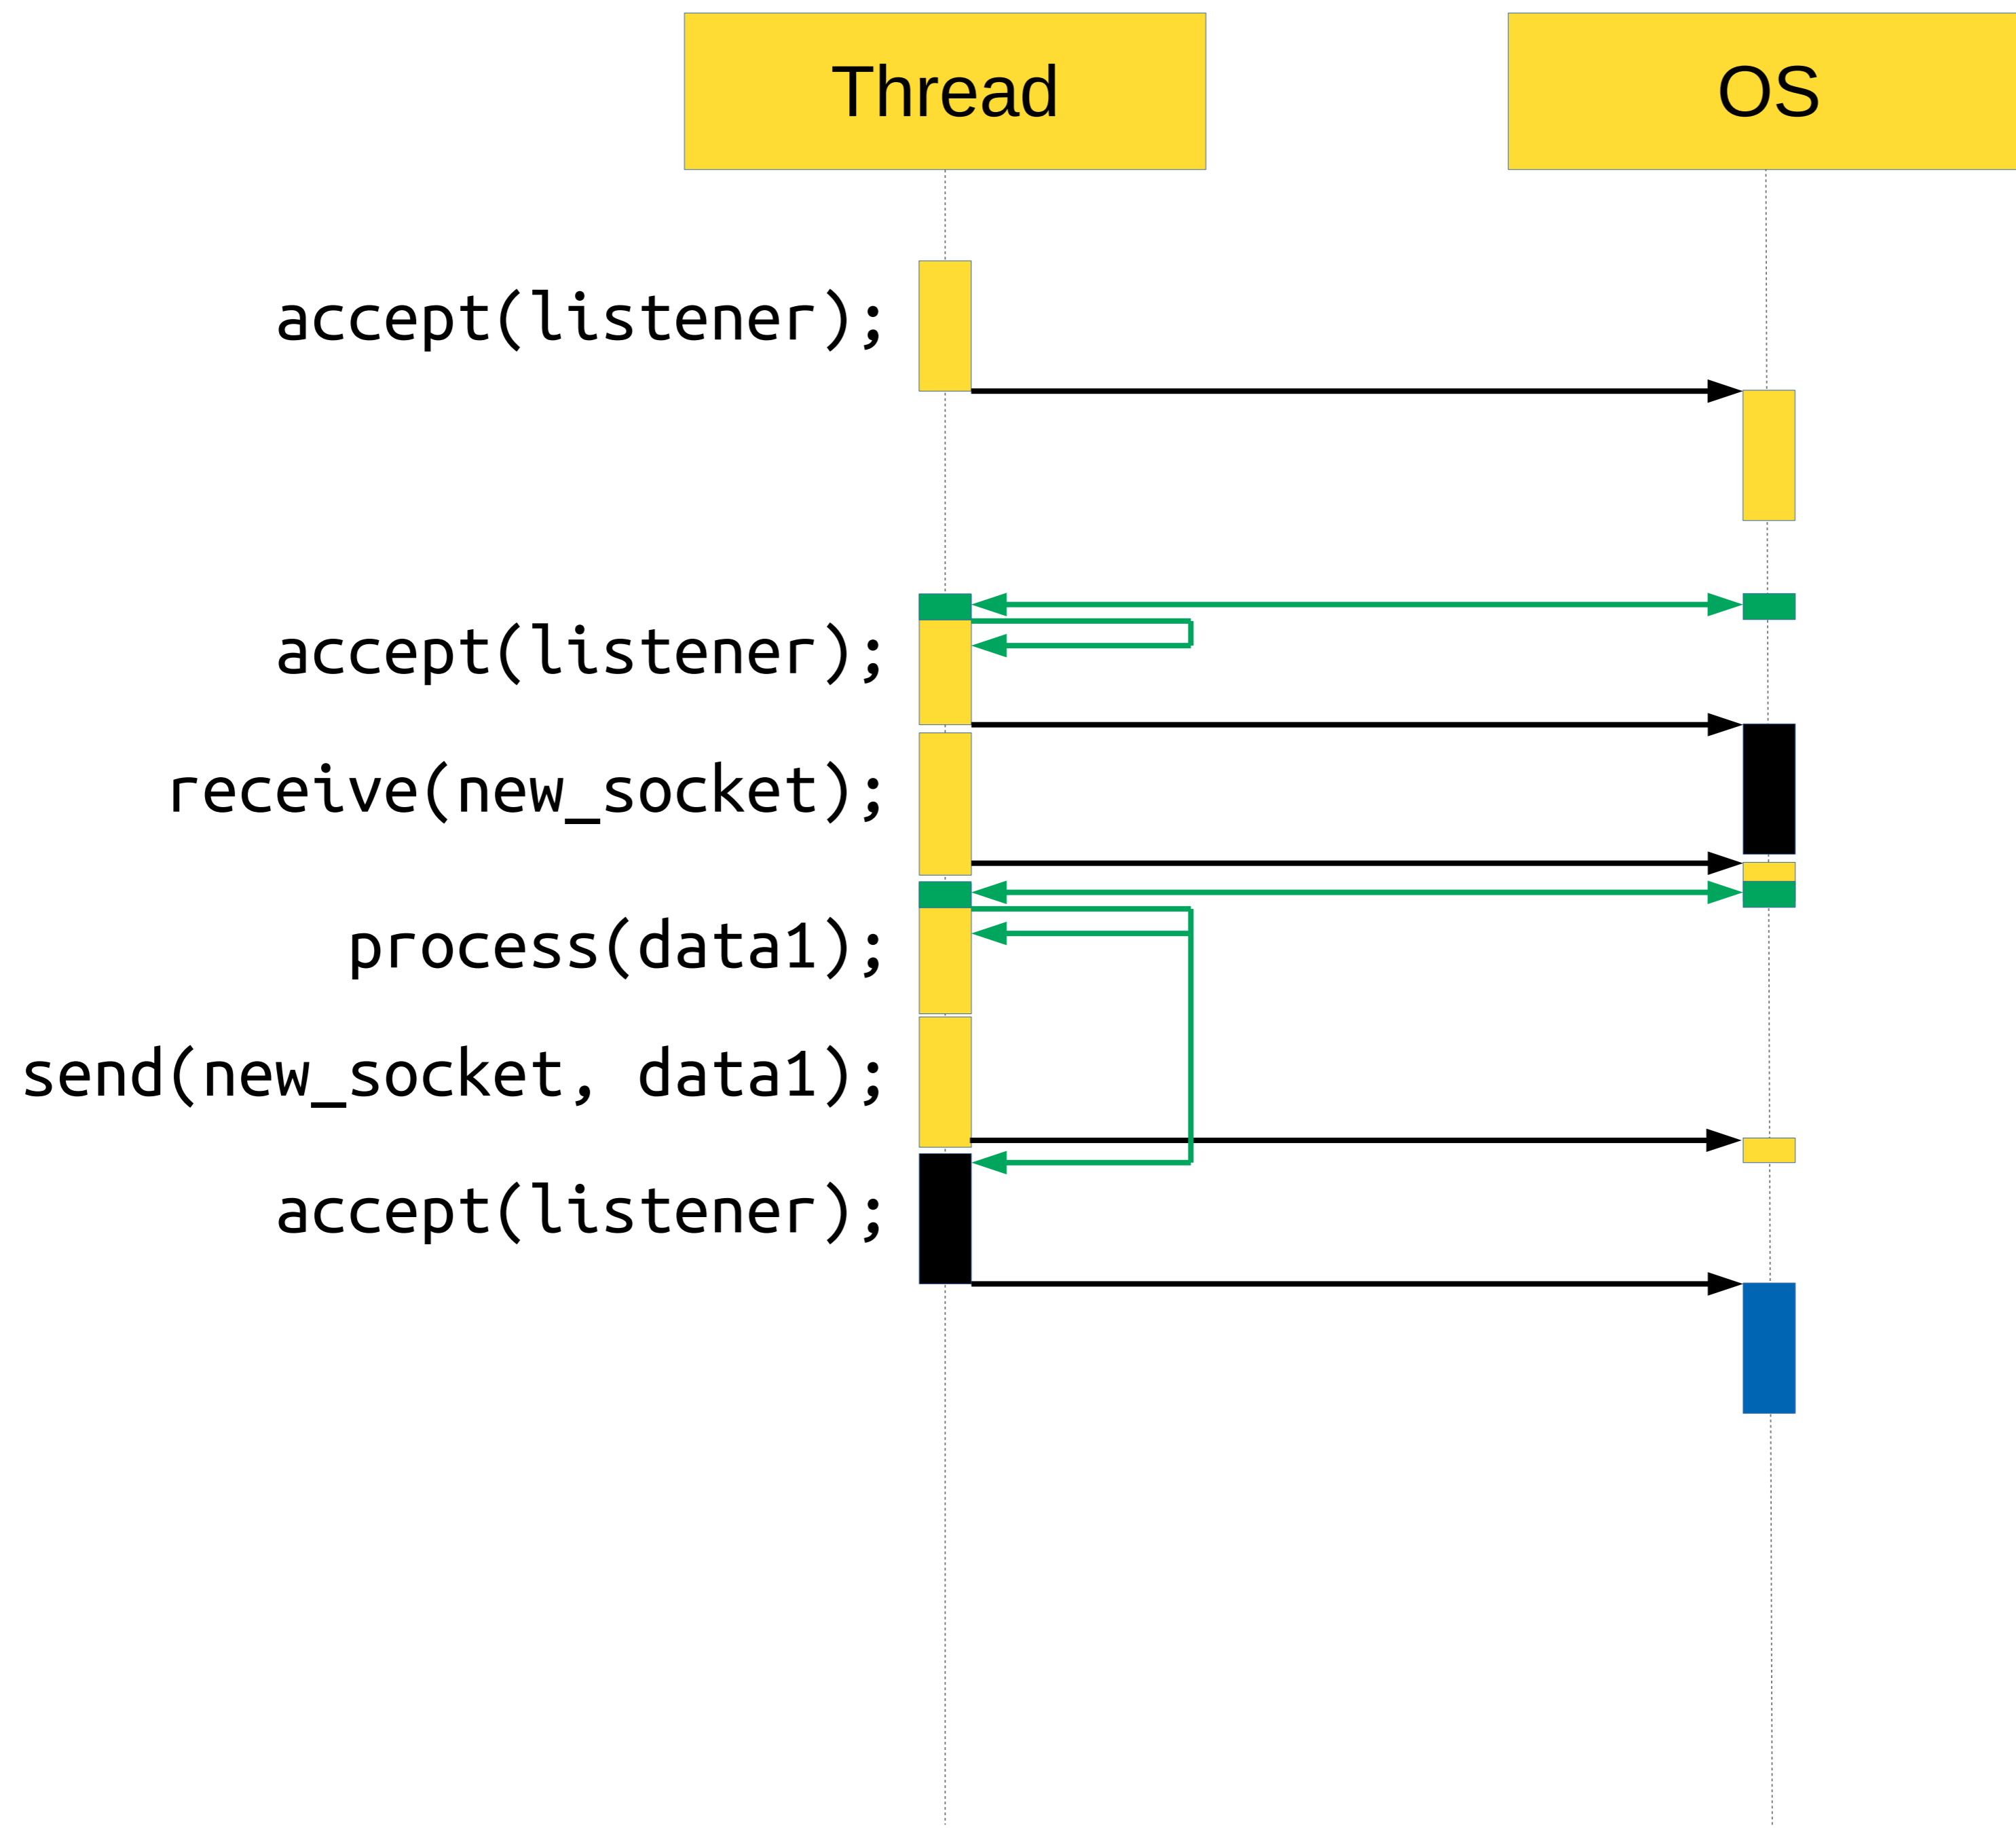 Thread
OS
accept(listener);
accept(listener);
receive(new_socket);
process(data1);
send(new_socket, data1);
accept(listener);